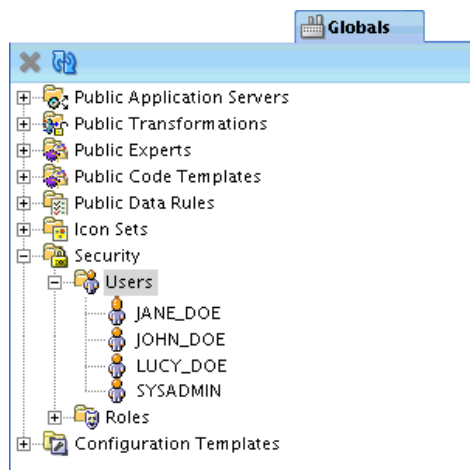 Globals
Public Application Servers
Public Transformations
Public Experts
Public Code Templates
Public Data Rules
Icon Sets
Security
Users
JANE_DOE
JOHN_DOE
LUCY_DOE
SYSADMIN
Roles
Configuration Templates